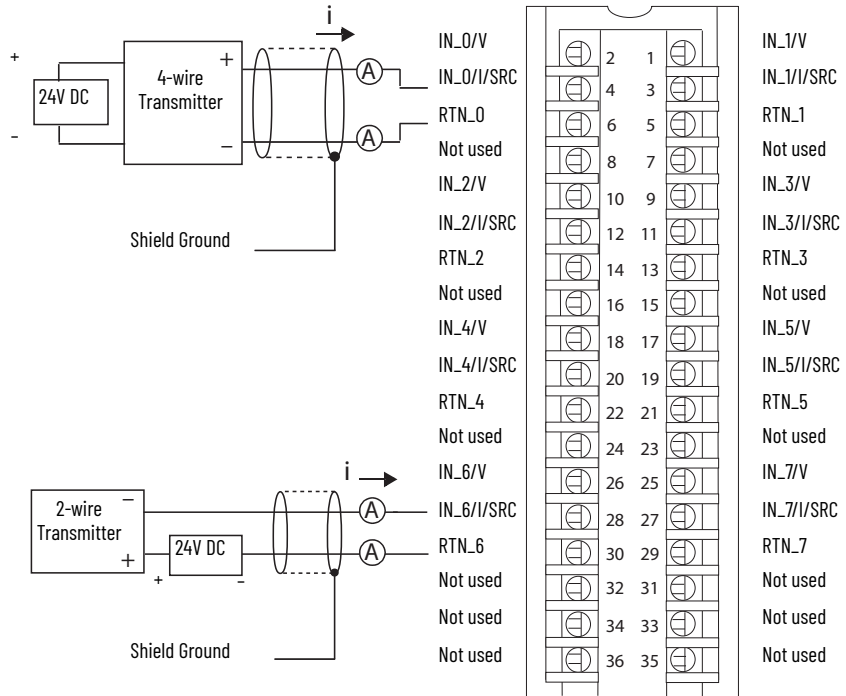 i
IN_0/V
2
1
IN_1/V
+
+
24V DC
4-wire
Transmitter
A
IN_0/I/SRC
4
3
IN_1/I/SRC
RTN_0
6
5
RTN_1
-
–
A
Not used
8
7
Not used
IN_2/V
10
9
IN_3/V
Shield Ground
IN_2/I/SRC
12
11
IN_3/I/SRC
RTN_2
14
13
RTN_3
Not used
16
15
Not used
IN_4/V
18
17
IN_5/V
IN_4/I/SRC
20
19
IN_5/I/SRC
RTN_4
22
21
RTN_5
Not used
24
23
Not used
i
IN_6/V
26
25
IN_7/V
2-wire
Transmitter
–
A
IN_6/I/SRC
28
27
IN_7/I/SRC
+
24V DC
+
-
A
RTN_6
30
29
RTN_7
Not used
32
31
Not used
Not used
34
33
Not used
Shield Ground
Not used
36
35
Not used